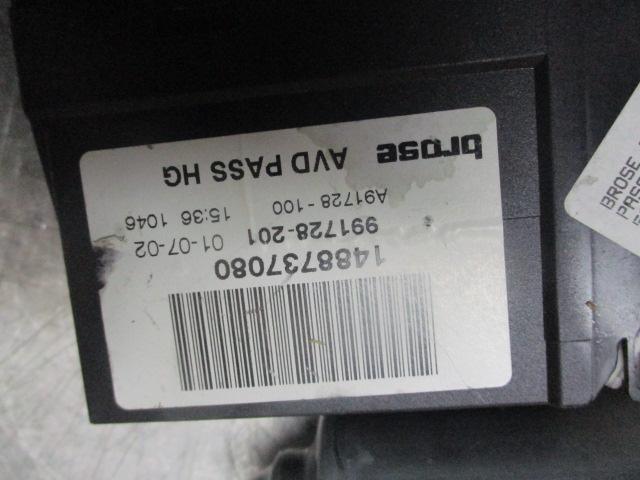 brose AVD PASS HG
A91728-100 15:36 1046
991728-201 01-07-02
1488737080
BROSE
PASS